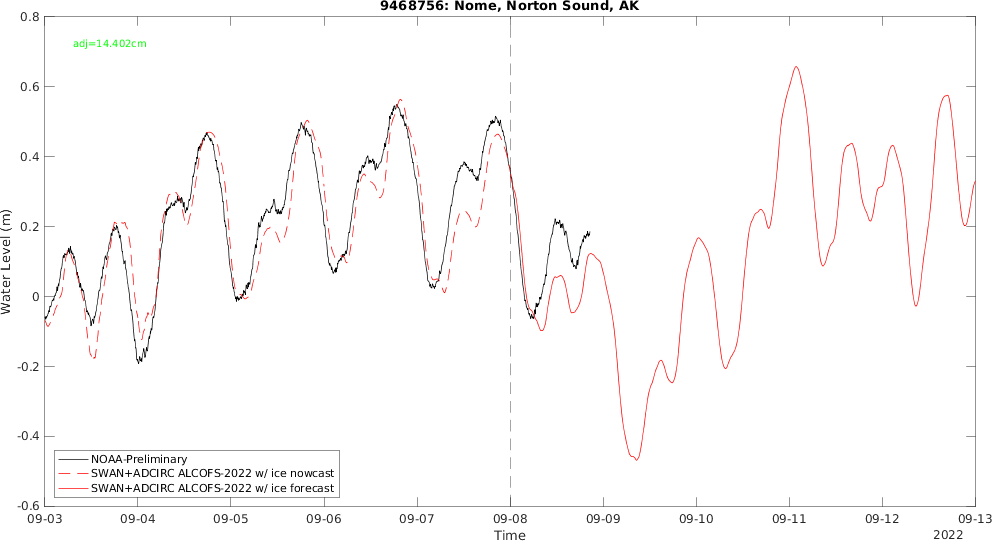 9468756: Nome, Norton Sound, AK
adj=14.402cm
Water Level (m)
0.8
0.6
0.4
0.2
0
-0.2
-0.4
-0.6
NOAA-Preliminary
SWAN+ADCIRC ALCOFS-2022 w/ ice nowcast
SWAN+ADCIRC ALCOFS-2022 w/ ice forecast
09-03 09-04 09-05 09-06 09-07 09-08 09-09 09-10 09-11 09-12 09-13
Time
2022